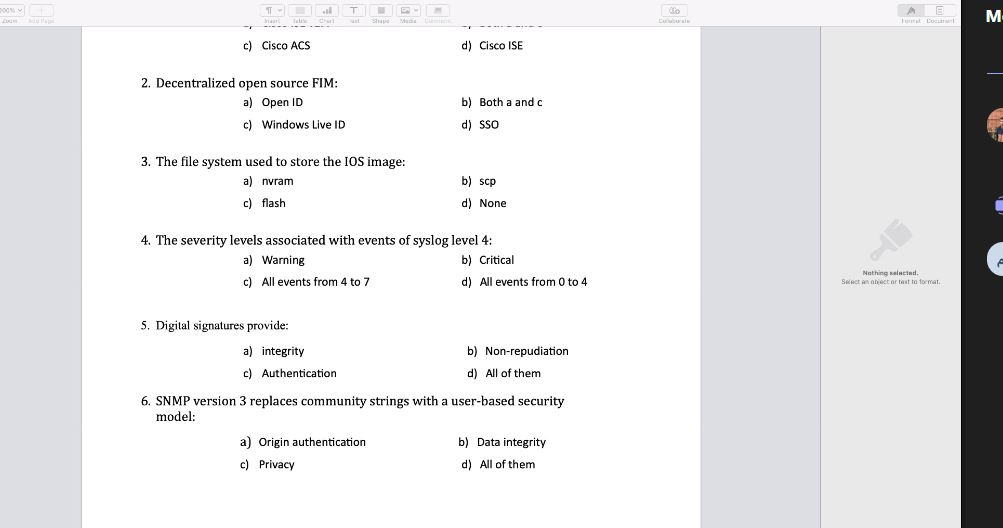 200%
Zoom Add Page Insert Table Chart Text Shape Media Comment Collaborate Format Document
c) Cisco ACS d) Cisco ISE
2. Decentralized open source FIM:
a) Open ID b) Both a and c
c) Windows Live ID d) SSO
3. The file system used to store the IOS image:
a) nvram b) scp
c) flash d) None
4. The severity levels associated with events of syslog level 4:
a) Warning b) Critical
c) All events from 4 to 7 d) All events from 0 to 4
Nothing selected.
Select an object or text to format.
5. Digital signatures provide:
a) integrity b) Non-repudiation
c) Authentication d) All of them
6. SNMP version 3 replaces community strings with a user-based security
model:
a) Origin authentication b) Data integrity
c) Privacy d) All of them